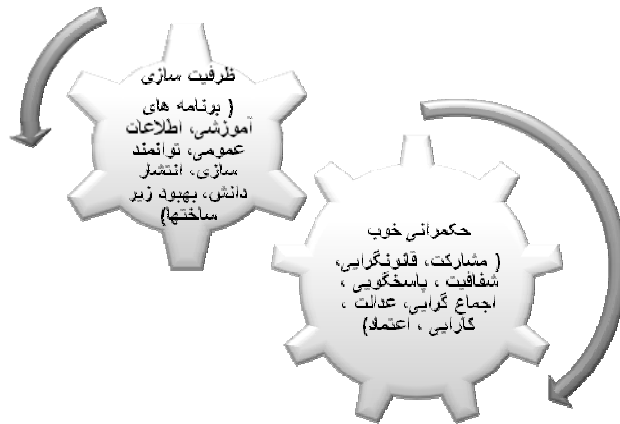 ظرفیت سازی
( برنامه های
آموزشی، اطلاعات
عمومی، توانمند
سازی، انتشار
دانش، بهبود زیر
ساختها)
حکمرانی خوب
( مشارکت، قانونگرایی،
شفافیت ، پاسخگویی ،
اجماع گرایی، عدالت ،
کارایی ، اعتماد)